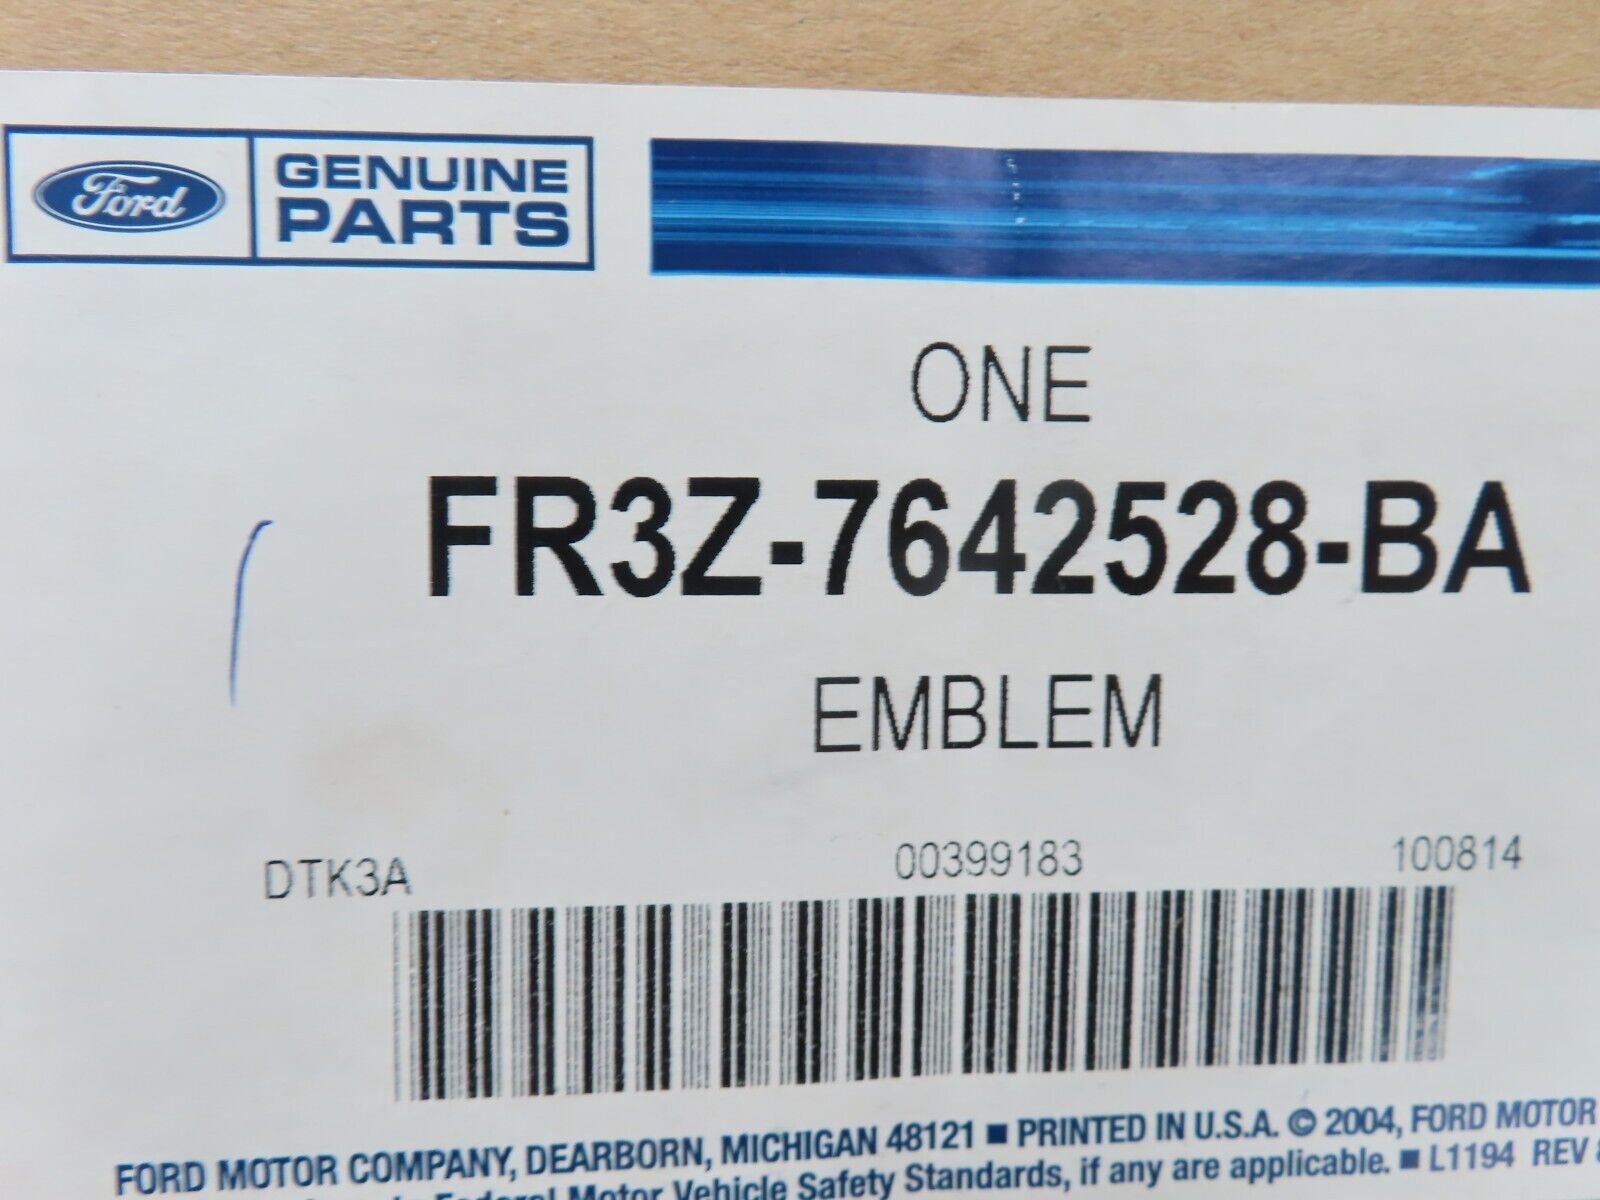 Ford
GENUINE
PARTS
ONE
FR3Z-7642528-BA
EMBLEM
DTK3A 00399183 100814
FORD MOTOR COMPANY, DEARBORN, MICHIGAN 48121 ■ PRINTED IN U.S.A. © 2004, FORD MOTOR
Federal Motor Vehicle Safety Standards, if any are applicable. ■ L1194 REV